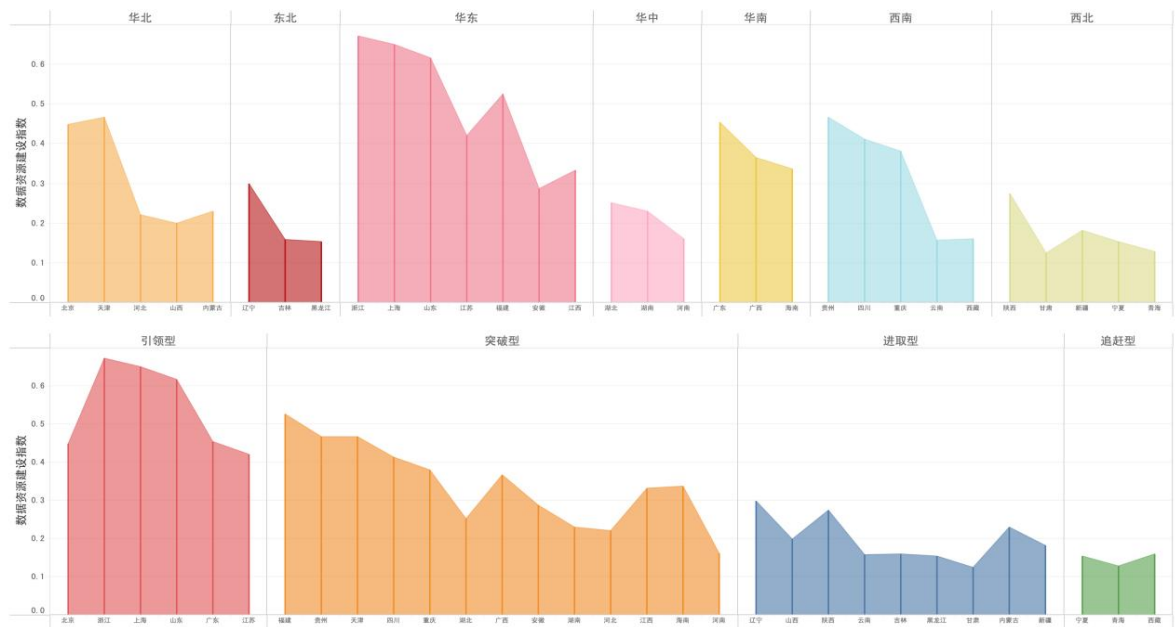 华北 东北 华东 华中 华南 西南 西北
数据资源建设指数
0.6
0.5
0.4
0.3
0.2
0.1
0.0
北京 天津 河北 山西 内蒙古 辽宁 吉林 黑龙江 浙江 上海 山东 江苏 福建 安徽 江西 湖北 湖南 河南 广东 广西 海南 贵州 四川 重庆 云南 西藏 陕西 甘肃 新疆 宁夏 青海
引领型 突破型 进取型 追赶型
数据资源建设指数
0.6
0.5
0.4
0.3
0.2
0.1
0.0
北京 浙江 上海 山东 广东 江苏 福建 贵州 天津 四川 重庆 湖北 广西 安徽 湖南 河北 江西 海南 河南 辽宁 山西 陕西 云南 吉林 黑龙江 甘肃 内蒙古 新疆 宁夏 青海 西藏